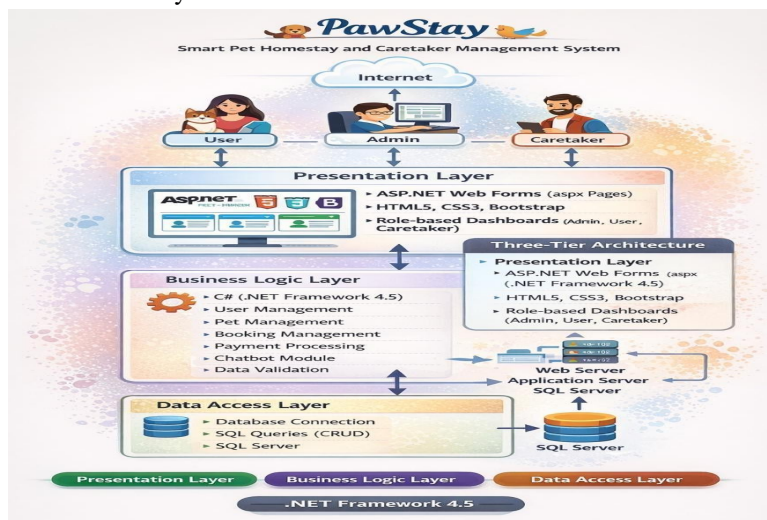 PawStay
Smart Pet Homestay and Caretaker Management System
Internet
User
Admin
Caretaker
Presentation Layer
ASP.net
5
3
B
▸ ASP.NET Web Forms (aspx Pages)
▸ HTML5, CSS3, Bootstrap
▸ Role-based Dashboards (Admin, User,
Caretaker)
Three-Tier Architecture
▸ Presentation Layer
▸ ASP.NET Web Forms (aspx
(.NET Framework 4.5)
▸ HTML5, CSS3, Bootstrap
▸ Role-based Dashboards
(Admin, User, Caretaker)
Business Logic Layer
▸ C# (.NET Framework 4.5)
▸ User Management
▸ Pet Management
▸ Booking Management
▸ Payment Processing
▸ Chatbot Module
▸ Data Validation
Web Server
Application Server
SQL Server
Data Access Layer
▸ Database Connection
▸ SQL Queries (CRUD)
▸ SQL Server
SQL Server
Presentation Layer
Business Logic Layer
Data Access Layer
.NET Framework 4.5